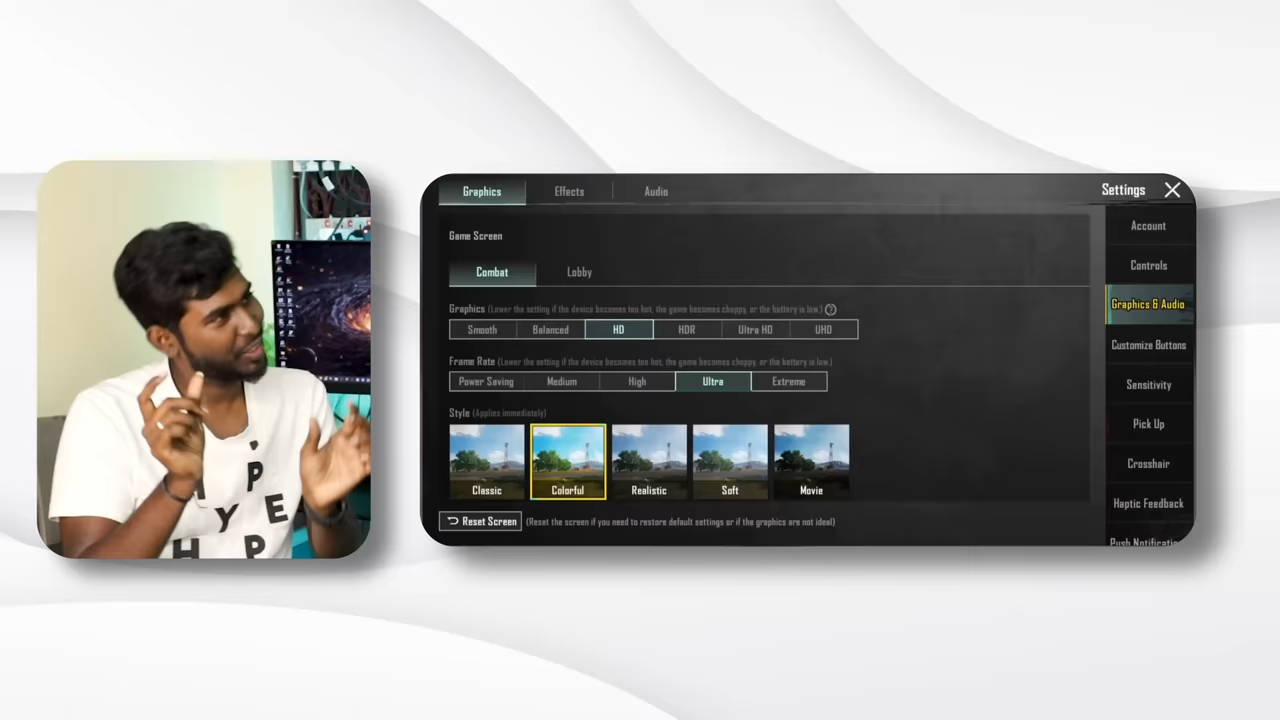 Graphics Effects Audio
Settings
Game Screen
Combat Lobby
Graphics (Lower the setting if the device becomes too hot, the game becomes choppy, or the battery is low.) ?
Smooth Balanced HD HDR Ultra HD UHD
Frame Rate (Lower the setting if the device becomes too hot, the game becomes choppy, or the battery is low.)
Power Saving Medium High Ultra Extreme
Style (Applies immediately)
Classic Colorful Realistic Soft Movie
Reset Screen (Reset the screen if you need to restore default settings or if the graphics are not ideal)
Account
Controls
Graphics & Audio
Customize Buttons
Sensitivity
Pick Up
Crosshair
Haptic Feedback
P
Y E
H P